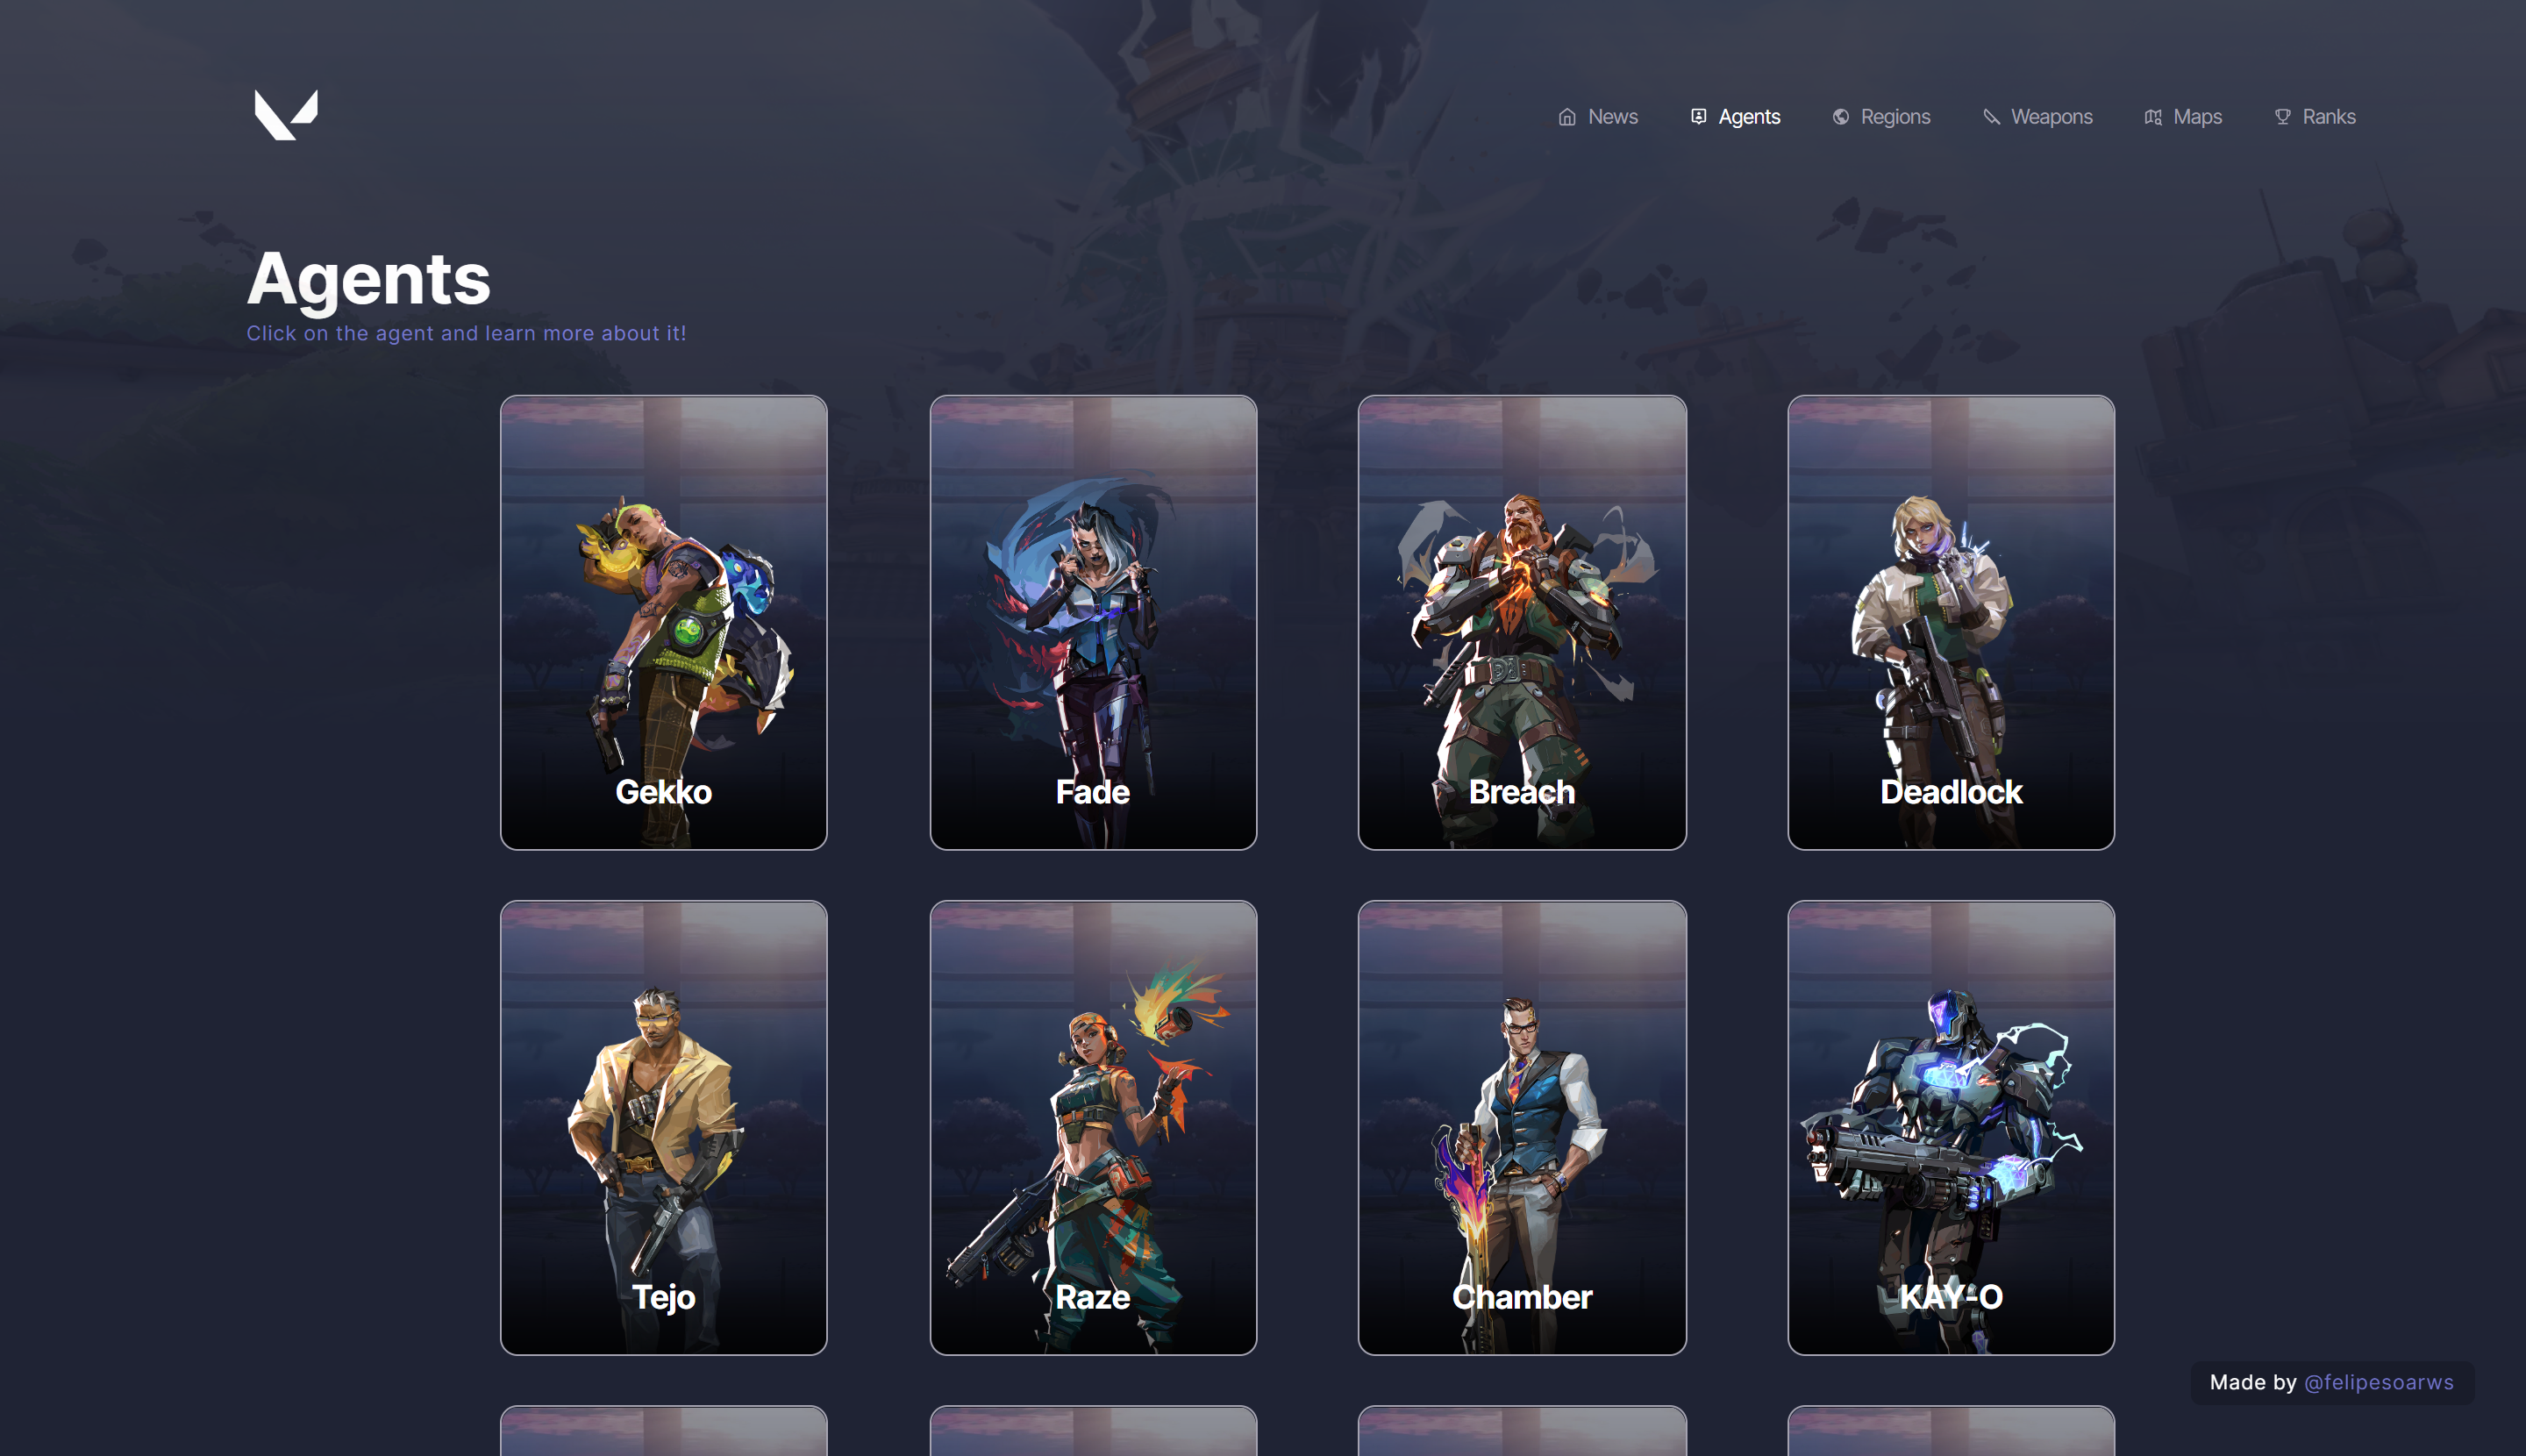 News Agents Regions Weapons Maps Ranks
Agents
Click on the agent and learn more about it!
Gekko
Fade
Breach
Deadlock
Tejo
Raze
Chamber
KAY-O
Made by @felipesoarws